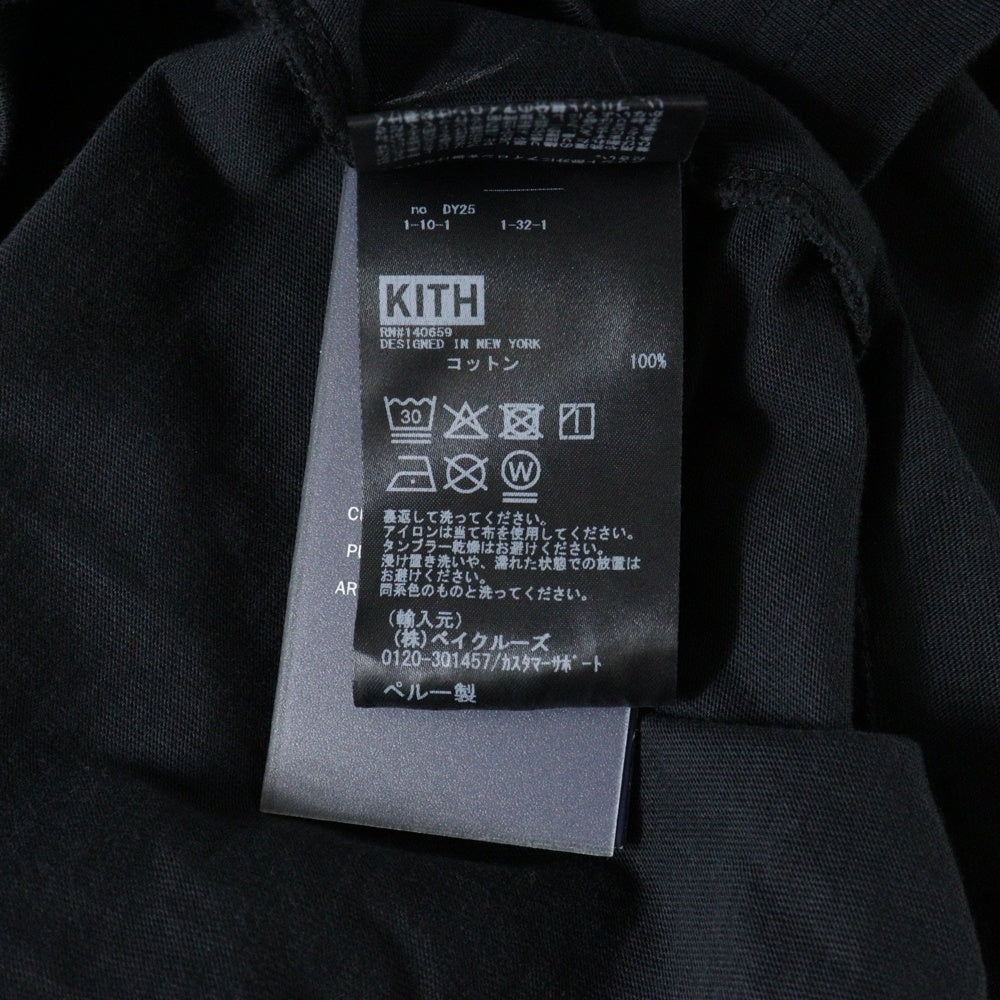 no DY25
1-10-1 1-32-1
KITH
RN#140659
DESIGNED IN NEW YORK
コットン 100%
30
W
裏返して洗ってください。
アイロンは当て布を使用してください。
タンブラー乾燥はお避けください。
浸け置き洗いや、濡れた状態での放置は
お避けください。
同系色のものと洗ってください。
(輸入元)
(株)ベイクルーズ
0120-301457/カスタマーサポート
ペルー製
AR